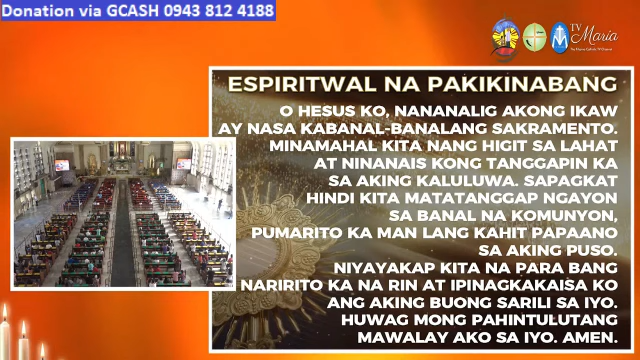 Donation via GCASH 0943 812 4188
TV
Maria
ESPIRITWAL NA PAKIKINABANG
O HESUS KO, NANANALIG AKONG IKAW
AY NASA KABANAL-BANALANG SAKRAMENTO.
MINAMAHAL KITA NANG HIGIT SA LAHAT
AT NINANAIS KONG TANGGAPIN KA
SA AKING KALULUWA. SAPAGKAT
HINDI KITA MATATANGGAP NGAYON
SA BANAL NA KOMUNYON,
PUMARITO KA MAN LANG KAHIT PAPAANO
SA AKING PUSO.
NIYAYAKAP KITA NA PARA BANG
NARIRITO KA NA RIN AT IPINAGKAKAISA KO
ANG AKING BUONG SARILI SA IYO.
HUWAG MONG PAHINTULUTANG
MAWALAY AKO SA IYO. AMEN.